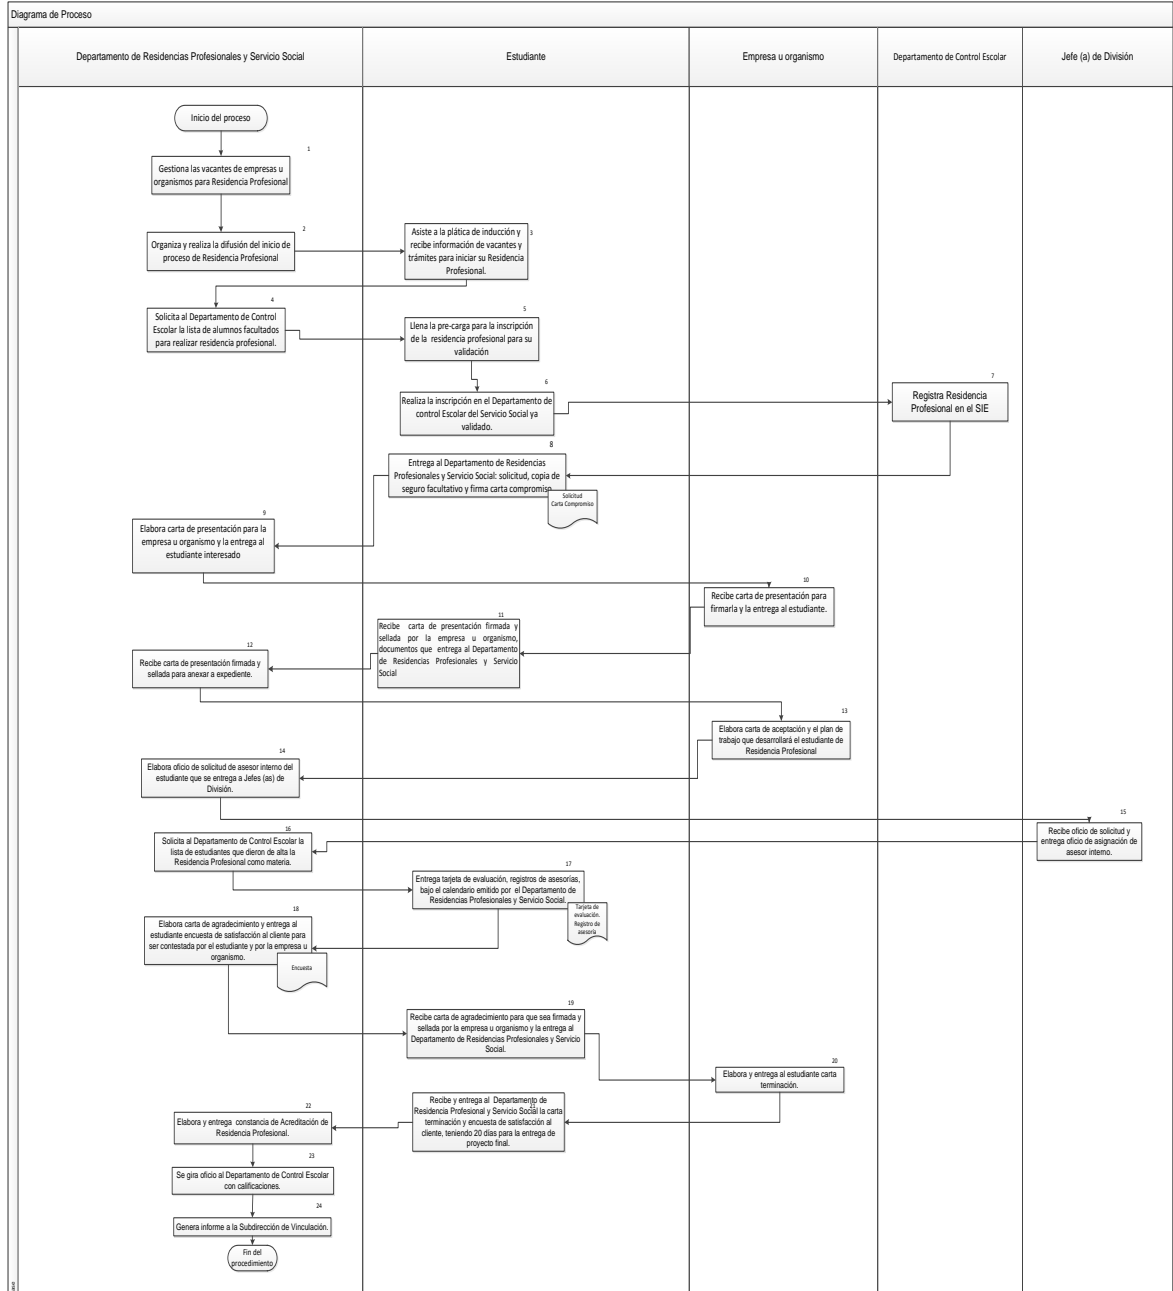 Diagrama de Proceso
Departamento de Residencias Profesionales y Servicio Social
Estudiante
Empresa u organismo
Departamento de Control Escolar
Jefe (a) de División
Inicio del proceso
1
Gestiona las vacantes de empresas u
organismos para Residencia Profesional
2
Organiza y realiza la difusión del inicio de
proceso de Residencia Profesional
3
Asiste a la plática de inducción y
recibe información de vacantes y
trámites para iniciar su Residencia
Profesional.
4
Solicita al Departamento de Control
Escolar la lista de alumnos facultados
para realizar residencia profesional.
5
Llena la pre-carga para la inscripción
de la residencia profesional para su
validación
6
Realiza la inscripción en el Departamento de
control Escolar del Servicio Social ya
validado.
7
Registra Residencia
Profesional en el SIE
8
Entrega al Departamento de Residencias
Profesionales y Servicio Social: solicitud, copia de
seguro facultativo y firma carta compromiso
Solicitud
Carta Compromiso
9
Elabora carta de presentación para la
empresa u organismo y la entrega al
estudiante interesado
10
Recibe carta de presentación para
firmarla y la entrega al estudiante.
11
Recibe carta de presentación firmada y
sellada por la empresa u organismo,
documentos que entrega al Departamento
de Residencias Profesionales y Servicio
Social
12
Recibe carta de presentación firmada y
sellada para anexar a expediente.
13
Elabora carta de aceptación y el plan de
trabajo que desarrollará el estudiante de
Residencia Profesional
14
Elabora oficio de solicitud de asesor interno del
estudiante que se entrega a Jefes (as) de
División.
15
Recibe oficio de solicitud y
entrega oficio de asignación de
asesor interno.
16
Solicita al Departamento de Control Escolar la
lista de estudiantes que dieron de alta la
Residencia Profesional como materia.
17
Entrega tarjeta de evaluación, registros de asesorías,
bajo el calendario emitido por el Departamento de
Residencias Profesionales y Servicio Social.
Tarjeta de
evaluación.
Registro de
asesoría
18
Elabora carta de agradecimiento y entrega al
estudiante encuesta de satisfacción al cliente para
ser contestada por el estudiante y por la empresa u
organismo.
Encuesta
19
Recibe carta de agradecimiento para que sea firmada y
sellada por la empresa u organismo y la entrega al
Departamento de Residencias Profesionales y Servicio
Social.
20
Elabora y entrega al estudiante carta
terminación.
21
Recibe y entrega al Departamento de
Residencia Profesional y Servicio Social la carta
terminación y encuesta de satisfacción al
cliente, teniendo 20 días para la entrega de
proyecto final.
22
Elabora y entrega constancia de Acreditación de
Residencia Profesional.
23
Se gira oficio al Departamento de Control Escolar
con calificaciones.
24
Genera informe a la Subdirección de Vinculación.
Fin del
procedimiento